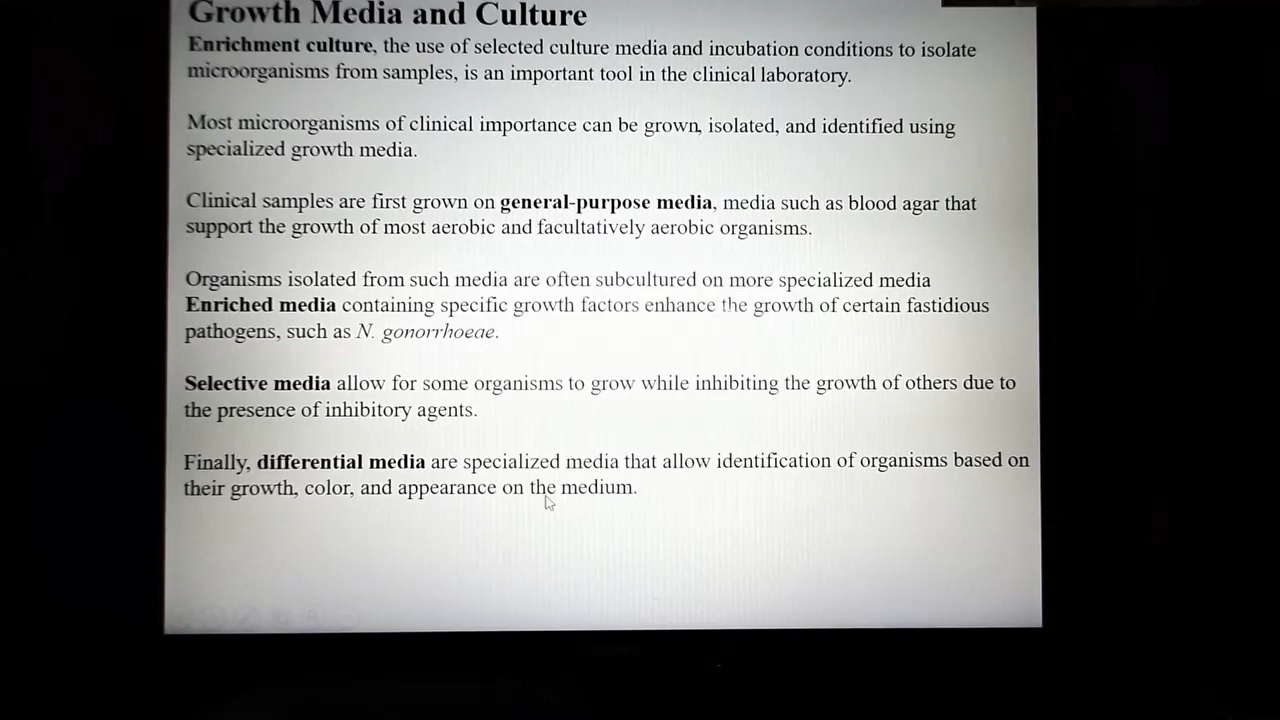 Growth Media and Culture
Enrichment culture, the use of selected culture media and incubation conditions to isolate
microorganisms from samples, is an important tool in the clinical laboratory.
Most microorganisms of clinical importance can be grown, isolated, and identified using
specialized growth media.
Clinical samples are first grown on general-purpose media, media such as blood agar that
support the growth of most aerobic and facultatively aerobic organisms.
Organisms isolated from such media are often subcultured on more specialized media
Enriched media containing specific growth factors enhance the growth of certain fastidious
pathogens, such as N. gonorrhoeae.
Selective media allow for some organisms to grow while inhibiting the growth of others due to
the presence of inhibitory agents.
Finally, differential media are specialized media that allow identification of organisms based on
their growth, color, and appearance on the medium.